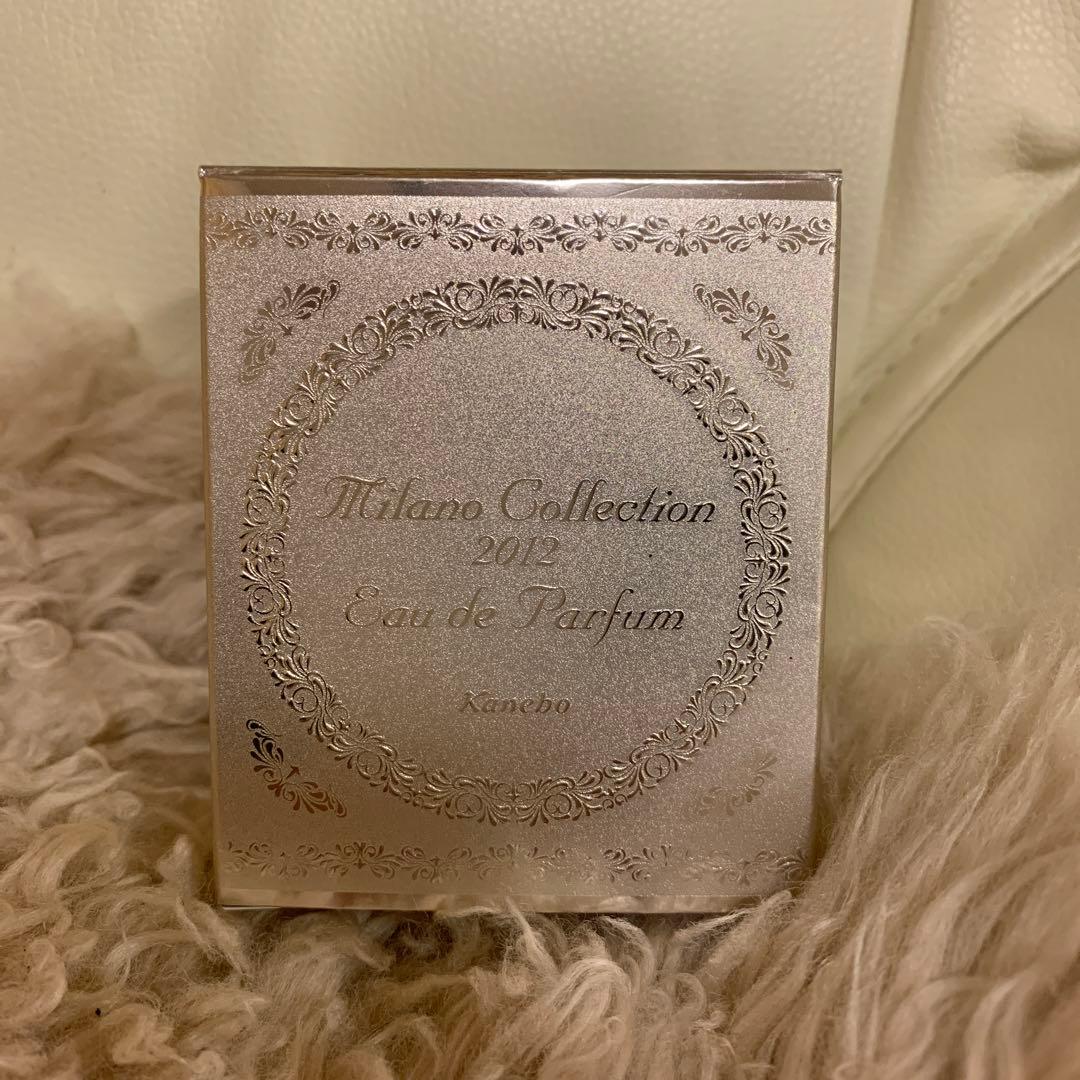 Milano Collection
2012
Eau de Parfum
Kanebo